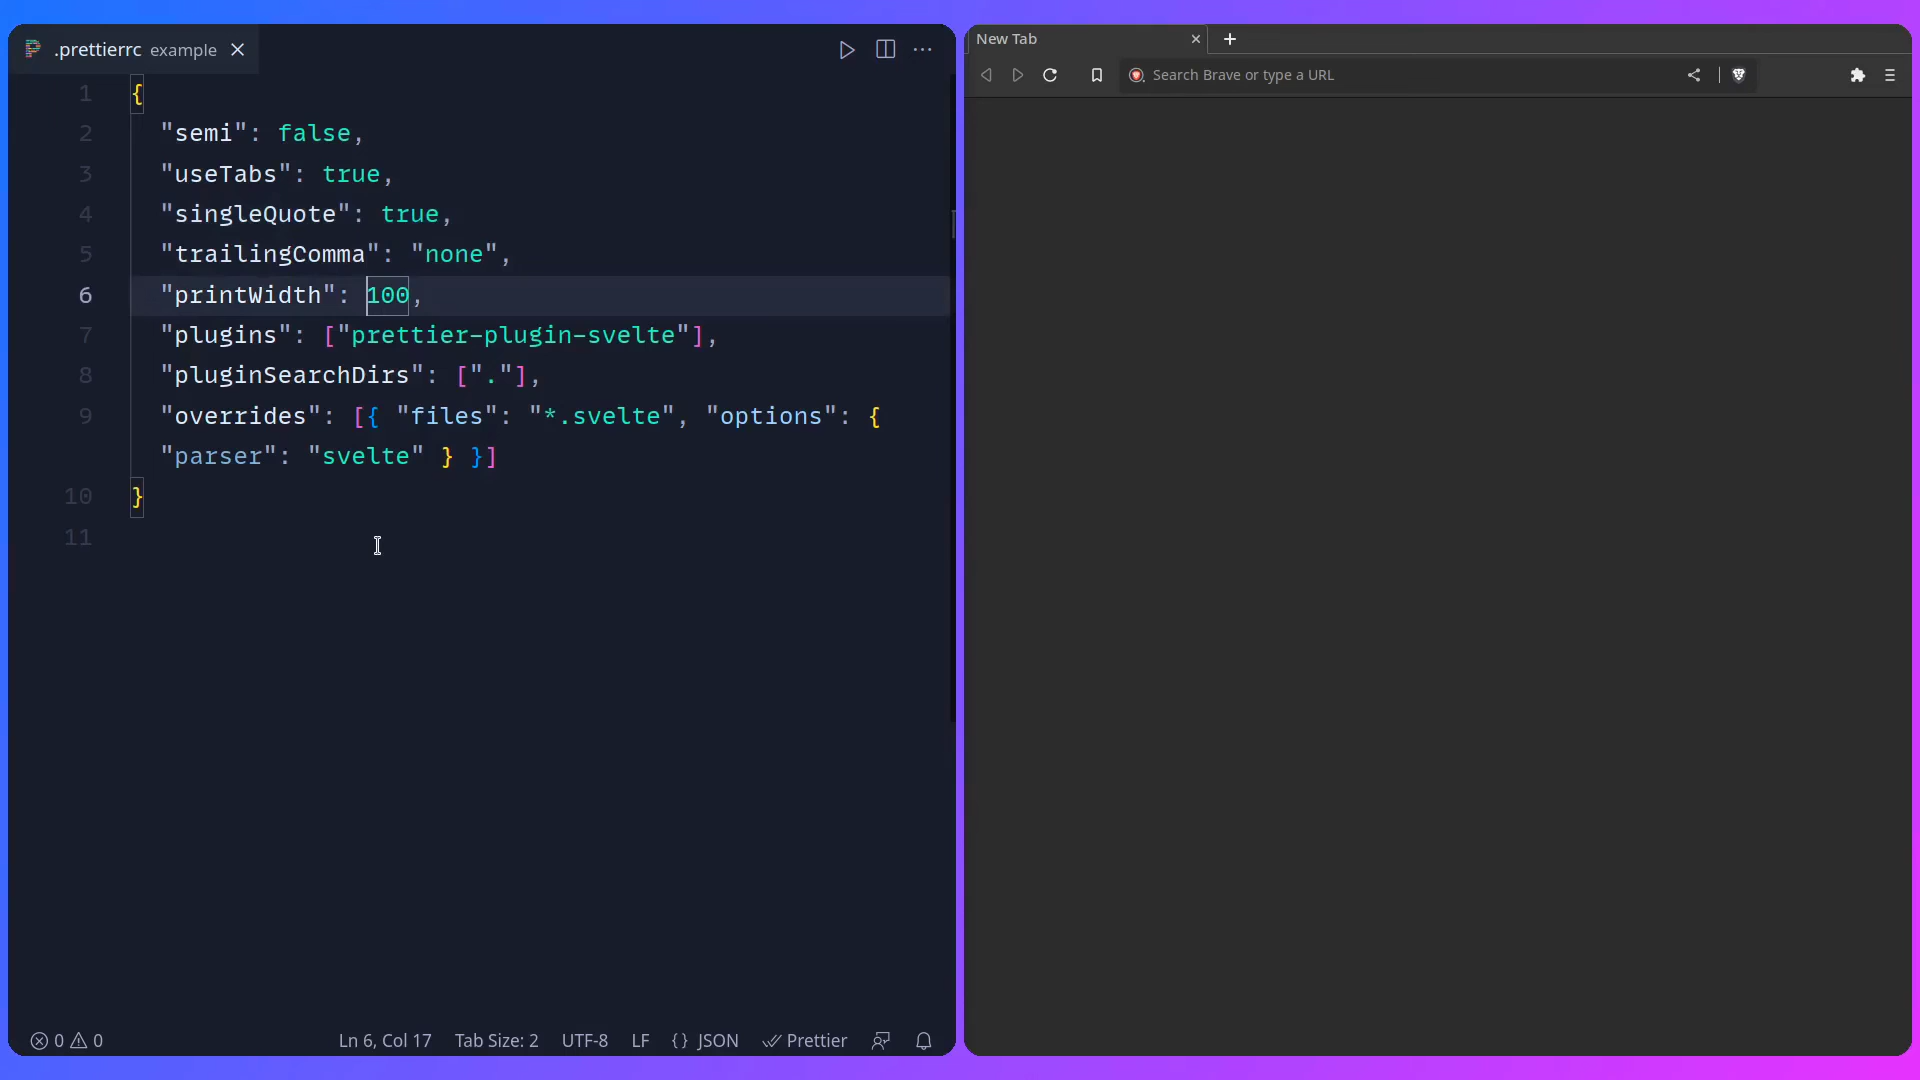 .prettierrc example
1 {
2 "semi": false,
3 "useTabs": true,
4 "singleQuote": true,
5 "trailingComma": "none",
6 "printWidth": 100,
7 "plugins": ["prettier-plugin-svelte"],
8 "pluginSearchDirs": ["."],
9 "overrides": [{ "files": "*.svelte", "options": {
"parser": "svelte" } }]
10 }
11
0 0 Ln 6, Col 17 Tab Size: 2 UTF-8 LF {} JSON Prettier
New Tab
Search Brave or type a URL